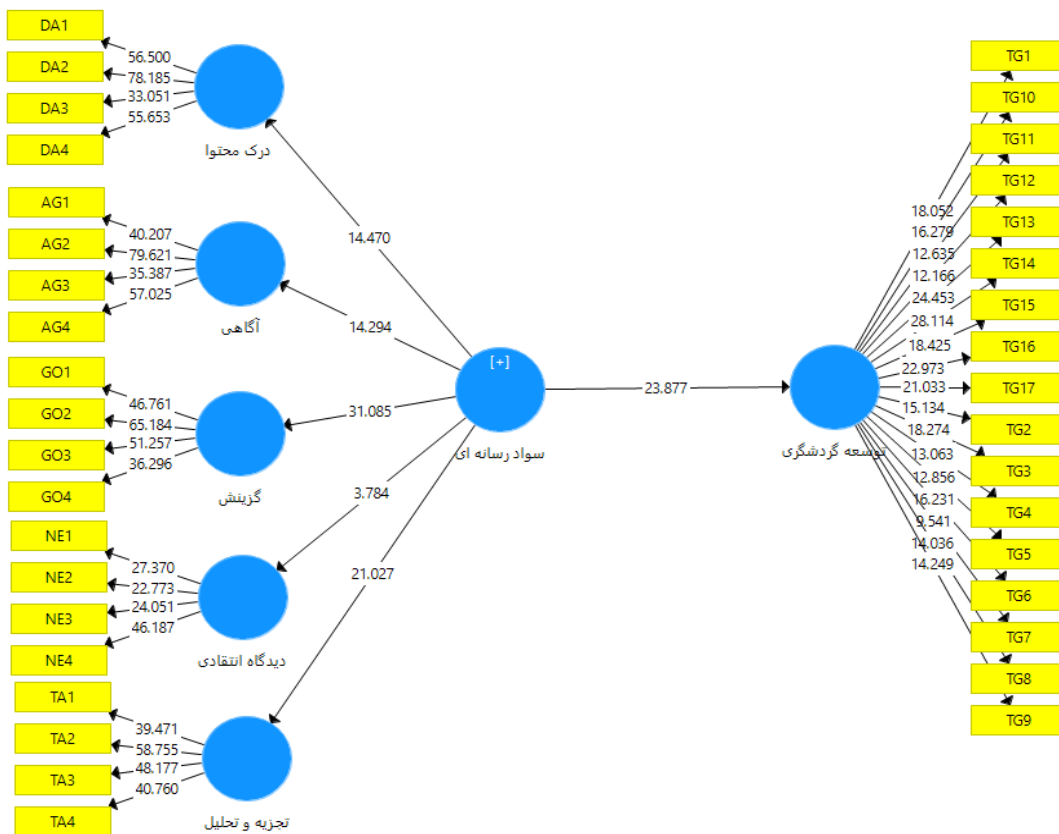 DA1
DA2
DA3
DA4
56.500
78.185
33.051
55.653
درک محتوا
AG1
AG2
AG3
AG4
40.207
79.621
35.387
57.025
آگاهی
GO1
GO2
GO3
GO4
46.761
65.184
51.257
36.296
گزینش
NE1
NE2
NE3
NE4
27.370
22.773
24.051
46.187
دیدگاه انتقادی
TA1
TA2
TA3
TA4
39.471
58.755
48.177
40.760
تجزیه و تحلیل
14.470
14.294
31.085
3.784
21.027
[+]
سواد رسانه ای
23.877
توسعه گردشگری
18.052
16.279
12.635
12.166
24.453
28.114
18.425
22.973
21.033
15.134
18.274
13.063
12.856
16.231
9.541
14.036
14.249
TG1
TG10
TG11
TG12
TG13
TG14
TG15
TG16
TG17
TG2
TG3
TG4
TG5
TG6
TG7
TG8
TG9